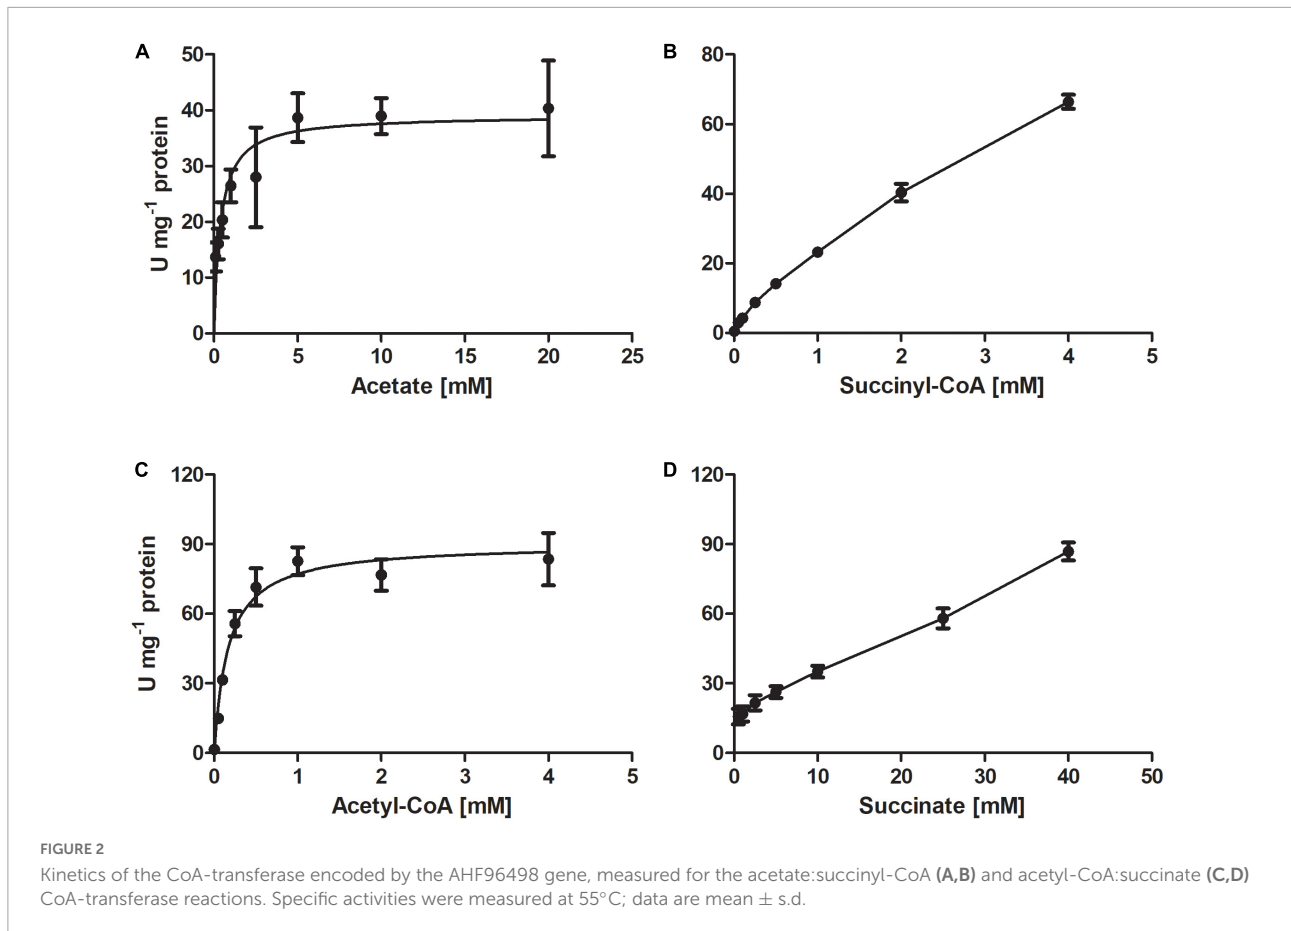 A
50
40
30
20
10
0
U mg⁻¹ protein
0 5 10 15 20 25
Acetate [mM]
B
80
60
40
20
0
0 1 2 3 4 5
Succinyl-CoA [mM]
C
120
90
60
30
0
U mg⁻¹ protein
0 1 2 3 4 5
Acetyl-CoA [mM]
D
120
90
60
30
0
0 10 20 30 40 50
Succinate [mM]
FIGURE 2
Kinetics of the CoA-transferase encoded by the AHF96498 gene, measured for the acetate:succinyl-CoA (A,B) and acetyl-CoA:succinate (C,D)
CoA-transferase reactions. Specific activities were measured at 55°C; data are mean ± s.d.